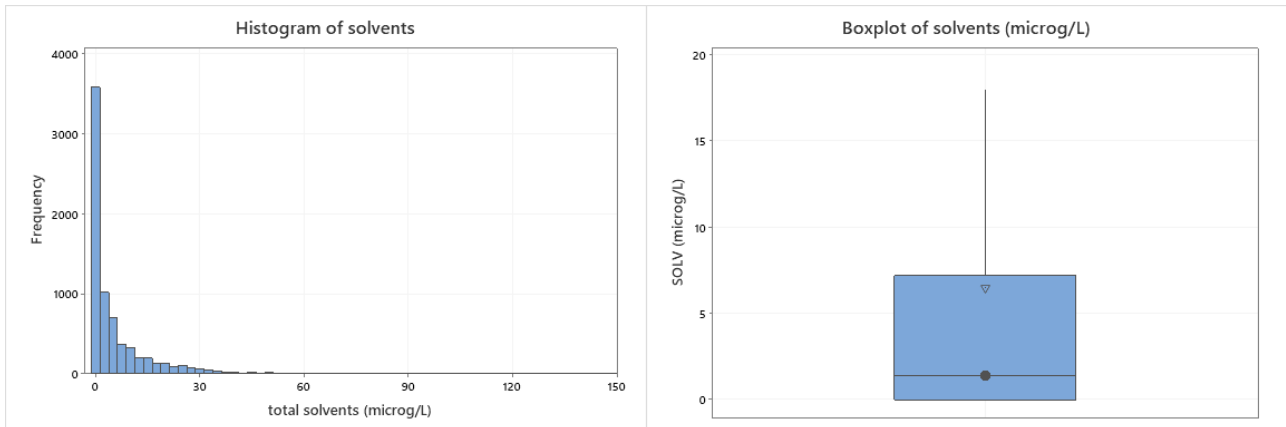 Histogram of solvents
4000
3000
2000
1000
0
Frequency
0 30 60 90 120 150
total solvents (microg/L)
Boxplot of solvents (microg/L)
20
15
10
5
0
SOLV (microg/L)